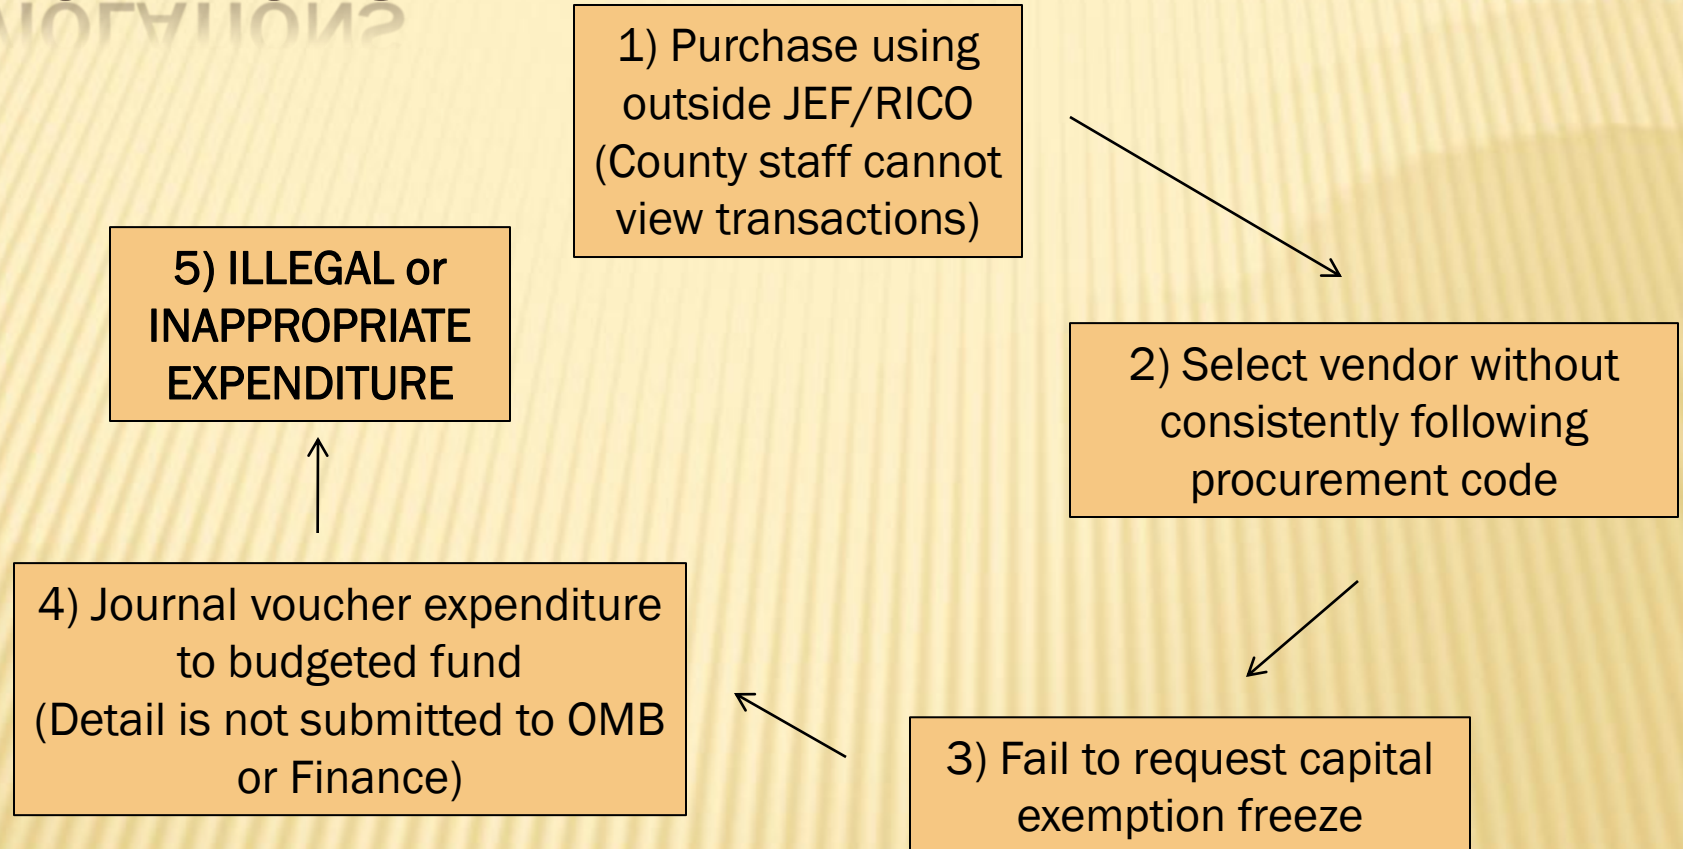 VIOLATIONS
1) Purchase using
outside JEF/RICO
(County staff cannot
view transactions)
5) ILLEGAL or
INAPPROPRIATE
EXPENDITURE
2) Select vendor without
consistently following
procurement code
4) Journal voucher expenditure
to budgeted fund
(Detail is not submitted to OMB
or Finance)
3) Fail to request capital
exemption freeze